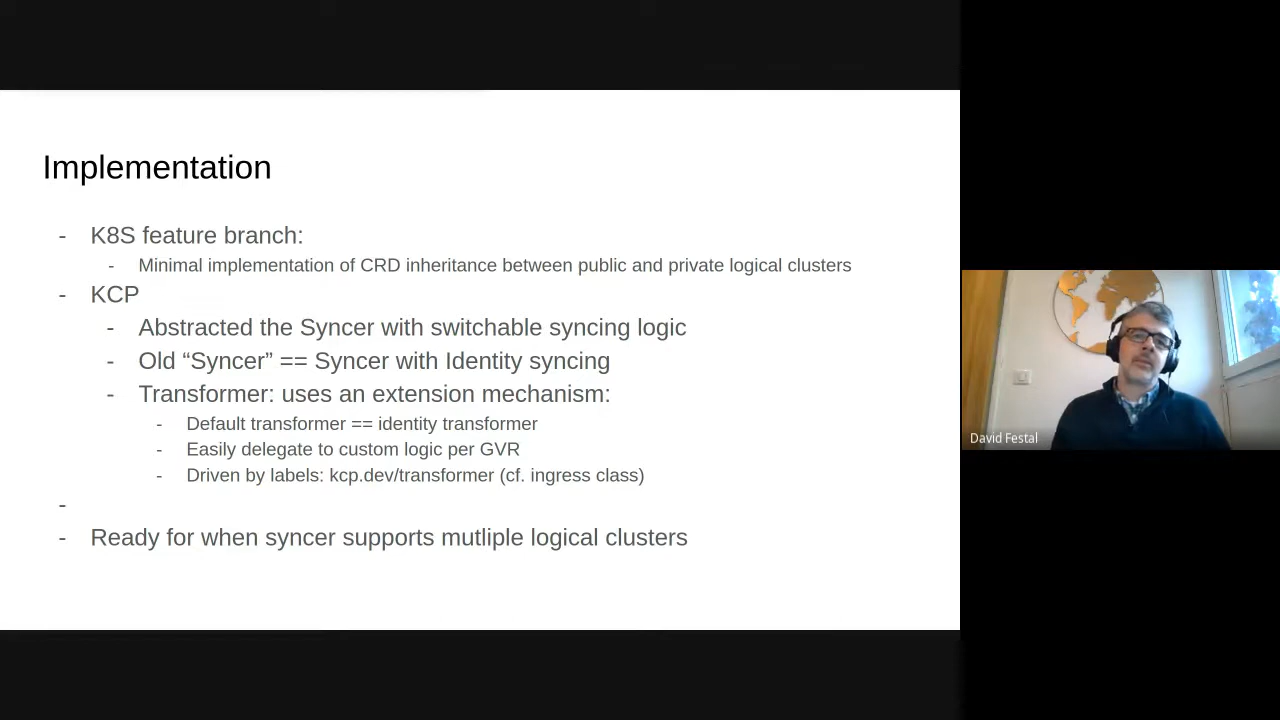 Implementation
- K8S feature branch:
- Minimal implementation of CRD inheritance between public and private logical clusters
- KCP
- Abstracted the Syncer with switchable syncing logic
- Old “Syncer” == Syncer with Identity syncing
- Transformer: uses an extension mechanism:
- Default transformer == identity transformer
- Easily delegate to custom logic per GVR
- Driven by labels: kcp.dev/transformer (cf. ingress class)
-
- Ready for when syncer supports mutliple logical clusters
David Festal